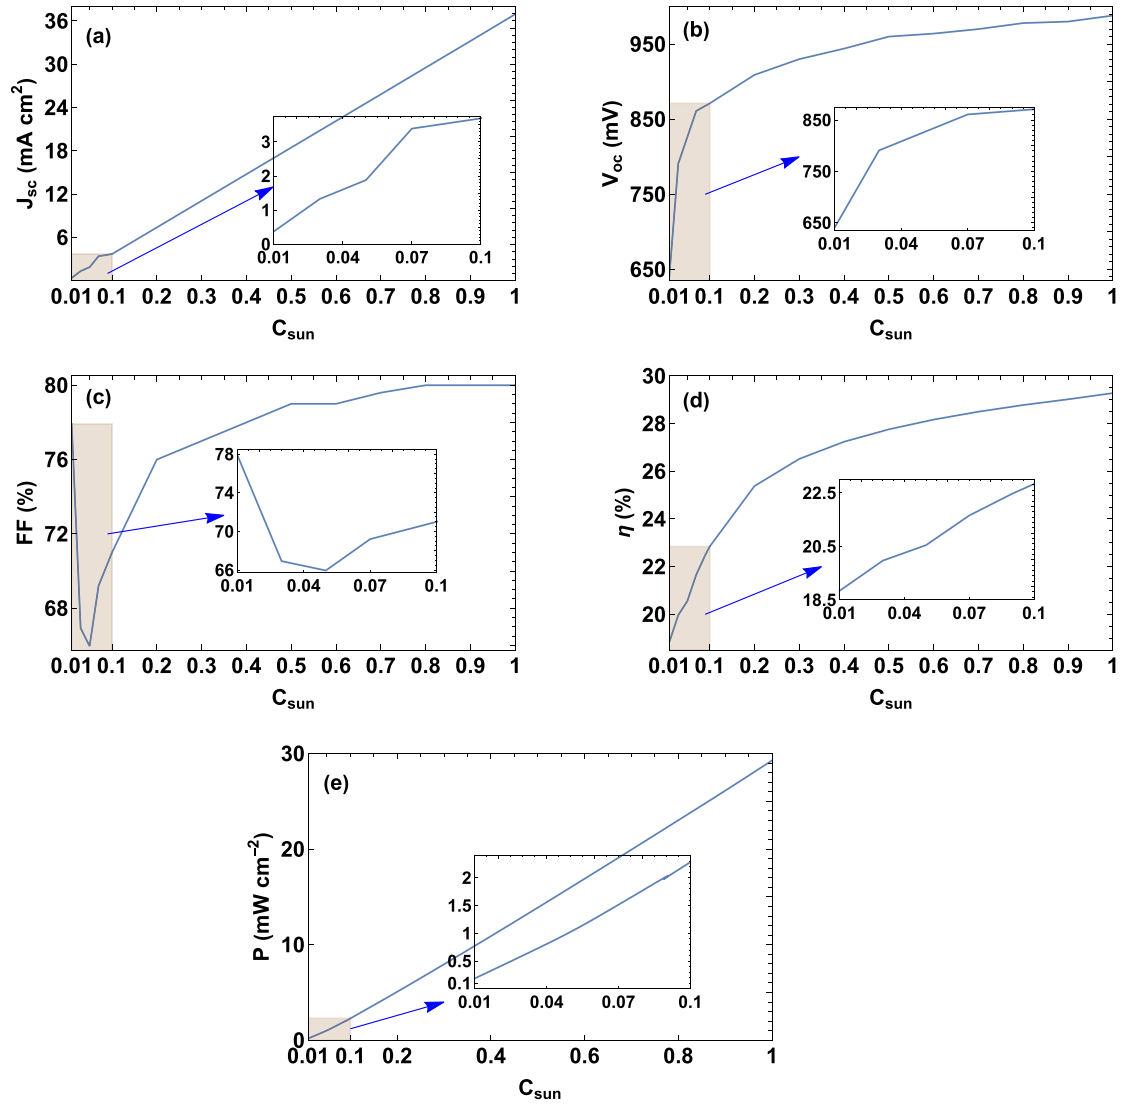 (a)
J_sc (mA cm^2)
36
30
24
18
12
6
0.01 0.1 0.2 0.3 0.4 0.5 0.6 0.7 0.8 0.9 1
C_sun
3
2
1
0
0.01 0.04 0.07 0.1
(b)
V_oc (mV)
950
850
750
650
0.01 0.1 0.2 0.3 0.4 0.5 0.6 0.7 0.8 0.9 1
C_sun
850
750
650
0.01 0.04 0.07 0.1
(c)
FF (%)
80
76
72
68
0.01 0.1 0.2 0.3 0.4 0.5 0.6 0.7 0.8 0.9 1
C_sun
78
74
70
66
0.01 0.04 0.07 0.1
(d)
η (%)
30
28
26
24
22
20
0.01 0.1 0.2 0.3 0.4 0.5 0.6 0.7 0.8 0.9 1
C_sun
22.5
20.5
18.5
0.01 0.04 0.07 0.1
(e)
P (mW cm^−2)
30
20
10
0
0.01 0.1 0.2 0.4 0.6 0.8 1
C_sun
2
1.5
1
0.5
0.1
0.01 0.04 0.07 0.1